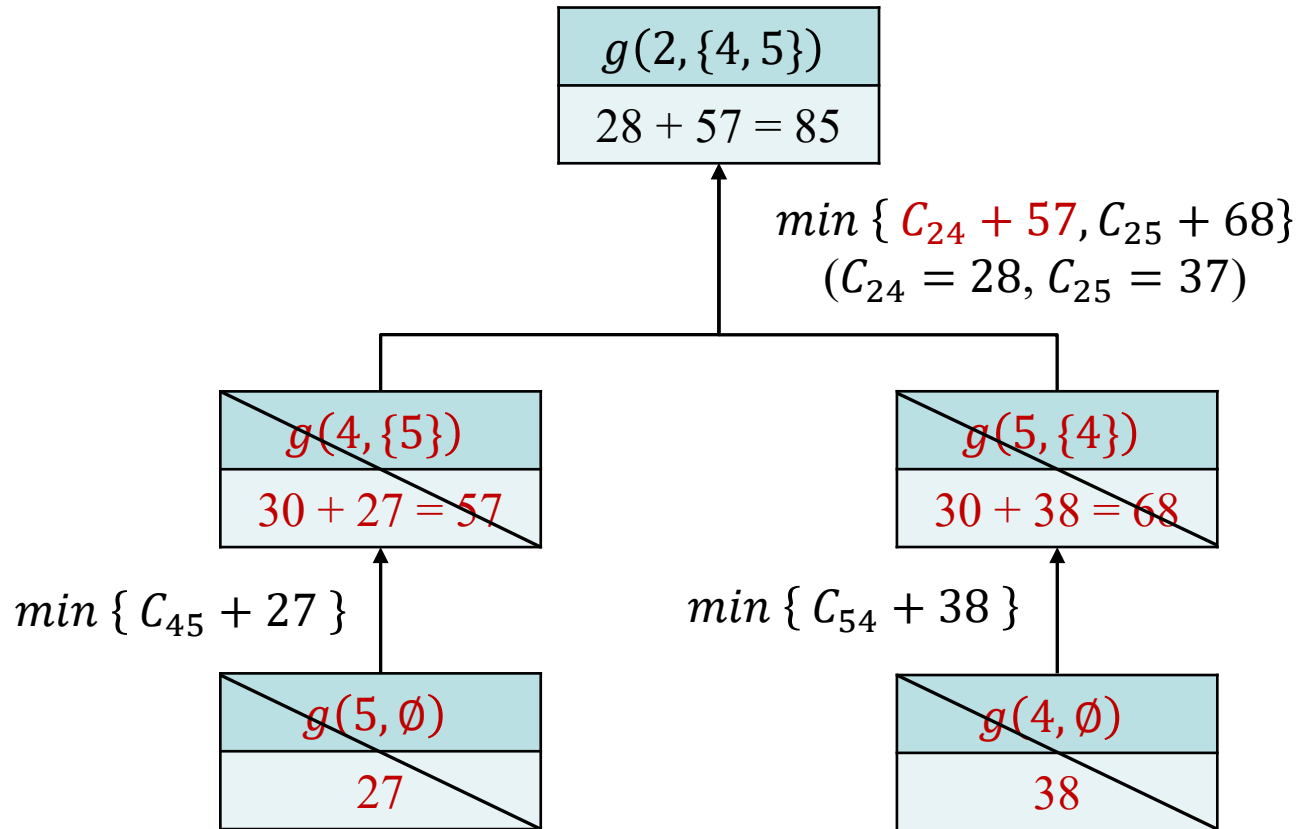 g(2, {4, 5})
28 + 57 = 85
min { C₂₄ + 57, C₂₅ + 68}
(C₂₄ = 28, C₂₅ = 37)
g(4, {5})
30 + 27 = 57
g(5, {4})
30 + 38 = 68
min { C₄₅ + 27 }
min { C₅₄ + 38 }
g(5, ∅)
27
g(4, ∅)
38